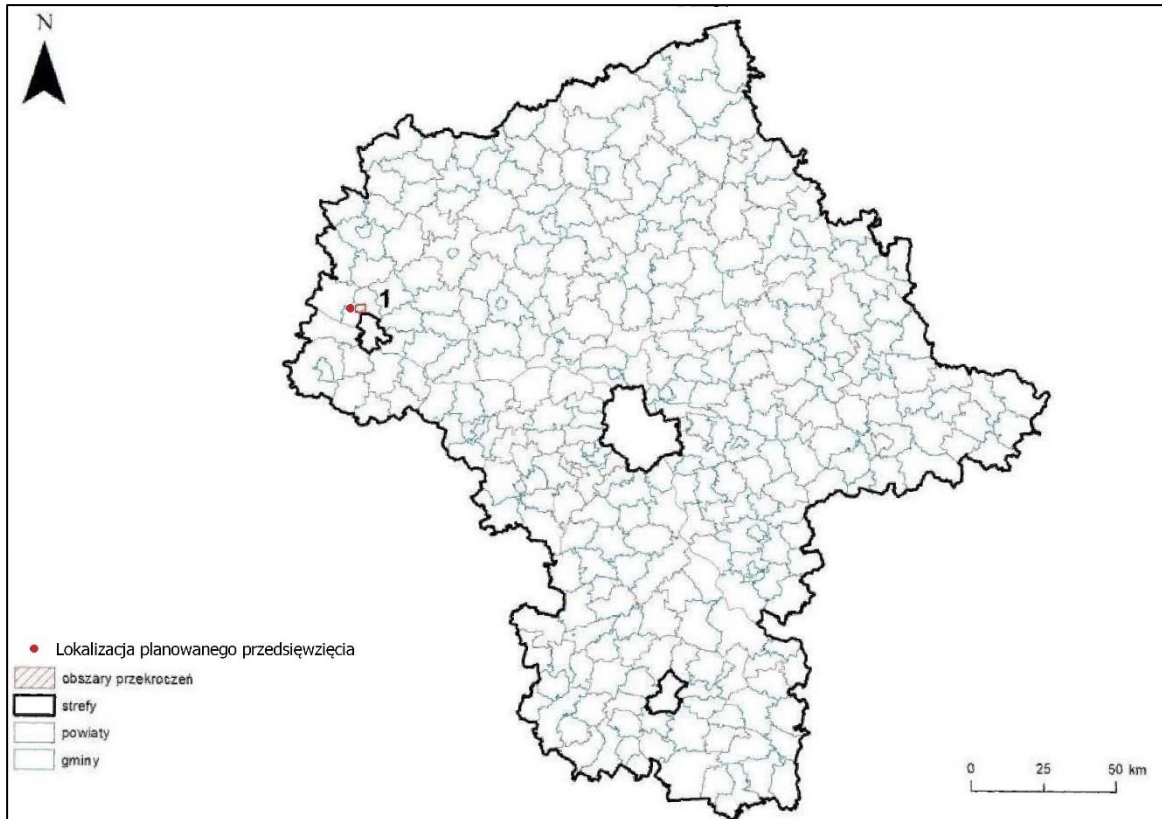 N
1
Lokalizacja planowanego przedsięwzięcia
obszary przekroczeń
strefy
powiaty
gminy
0 25 50 km